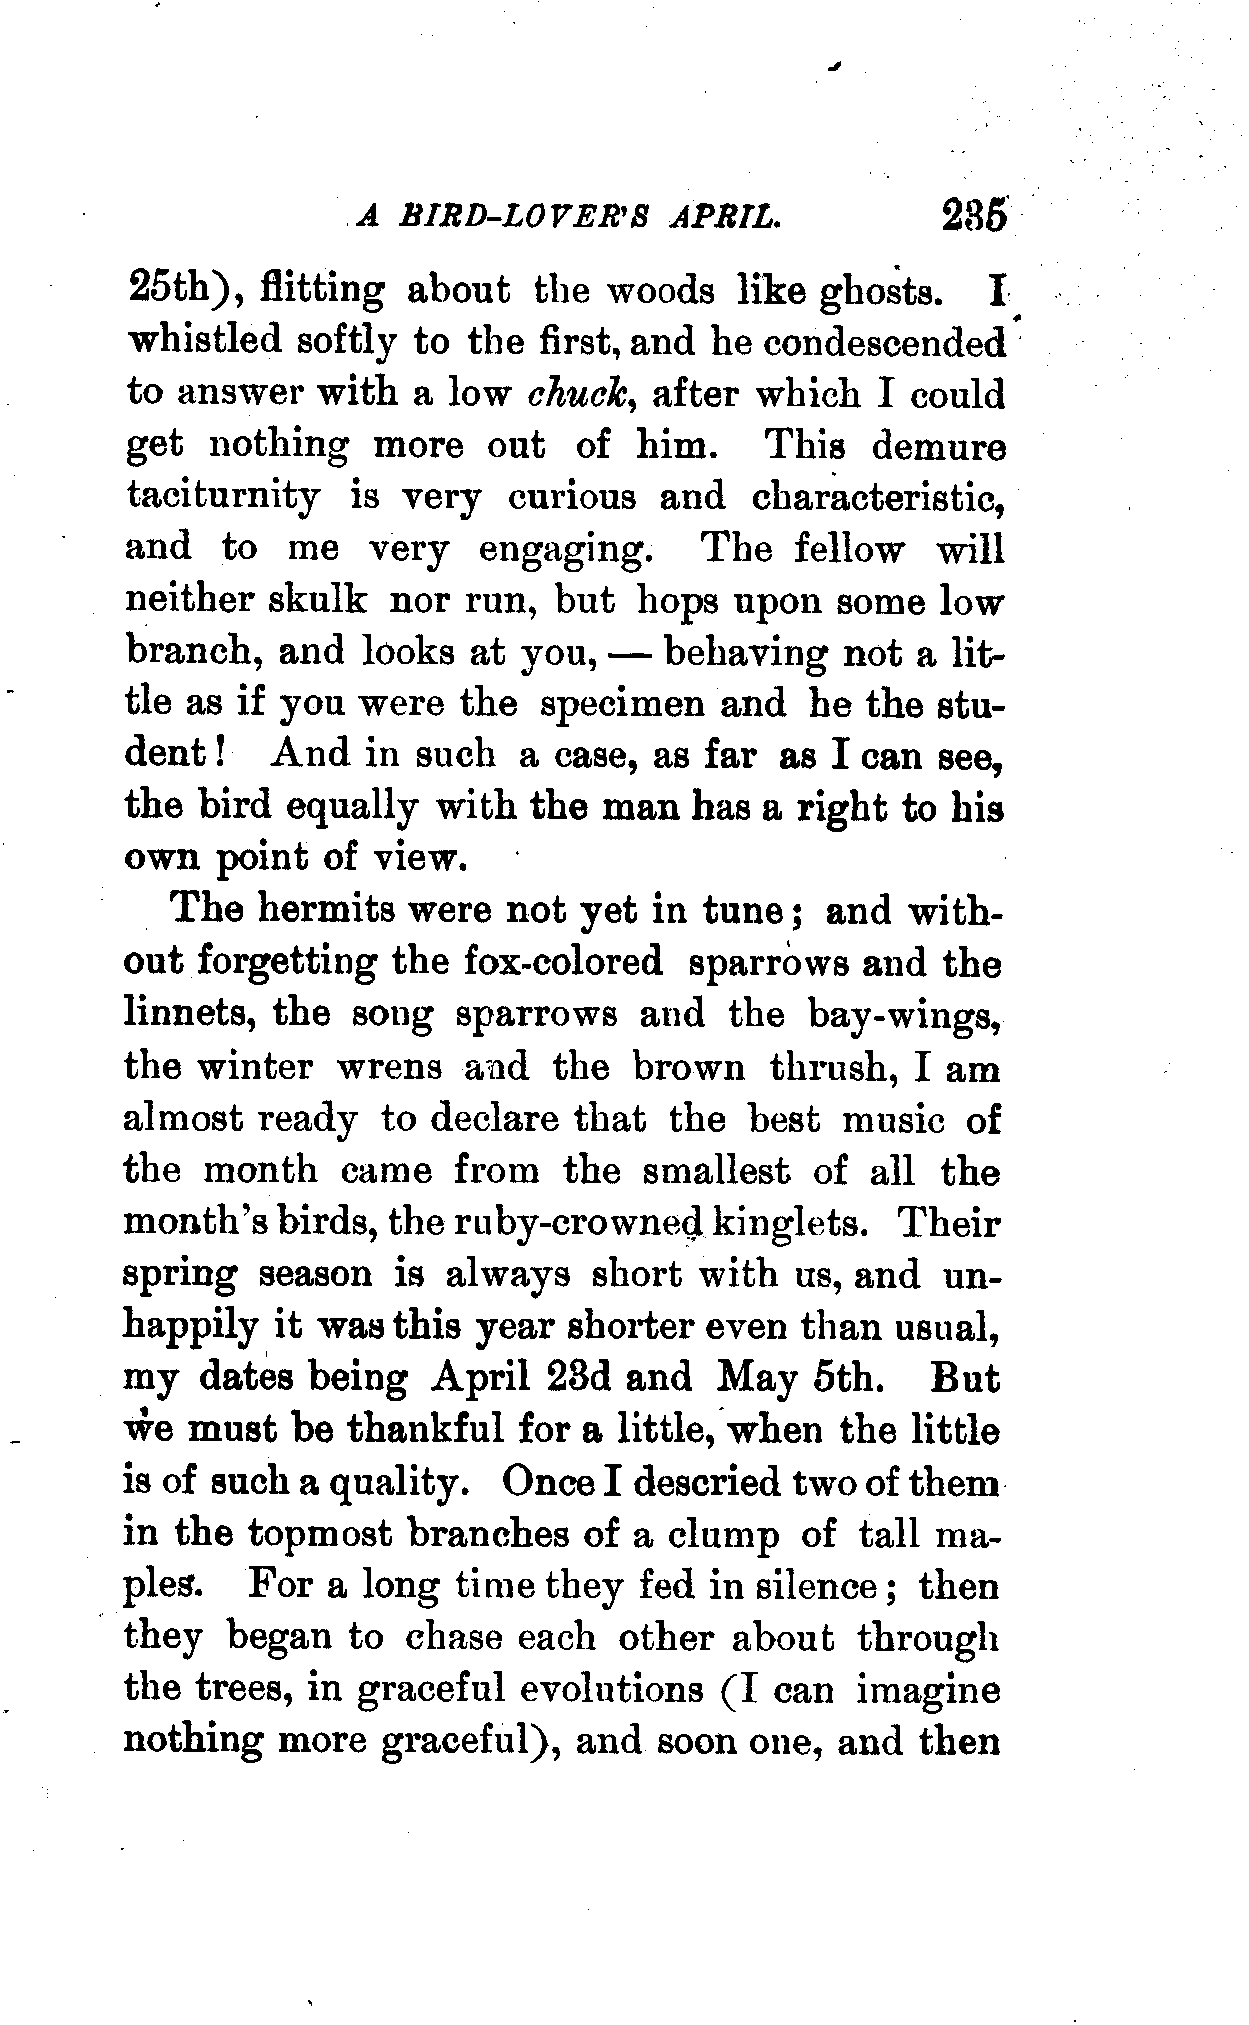 A BIRD-LOVER'S APRIL. 235
25th), flitting about the woods like ghosts. I
whistled softly to the first, and he condescended
to answer with a low chuck, after which I could
get nothing more out of him. This demure
taciturnity is very curious and characteristic,
and to me very engaging. The fellow will
neither skulk nor run, but hops upon some low
branch, and looks at you, — behaving not a lit-
tle as if you were the specimen and he the stu-
dent! And in such a case, as far as I can see,
the bird equally with the man has a right to his
own point of view.
The hermits were not yet in tune; and with-
out forgetting the fox-colored sparrows and the
linnets, the song sparrows and the bay-wings,
the winter wrens and the brown thrush, I am
almost ready to declare that the best music of
the month came from the smallest of all the
month's birds, the ruby-crowned kinglets. Their
spring season is always short with us, and un-
happily it was this year shorter even than usual,
my dates being April 23d and May 5th. But
we must be thankful for a little, when the little
is of such a quality. Once I descried two of them
in the topmost branches of a clump of tall ma-
ples. For a long time they fed in silence; then
they began to chase each other about through
the trees, in graceful evolutions (I can imagine
nothing more graceful), and soon one, and then